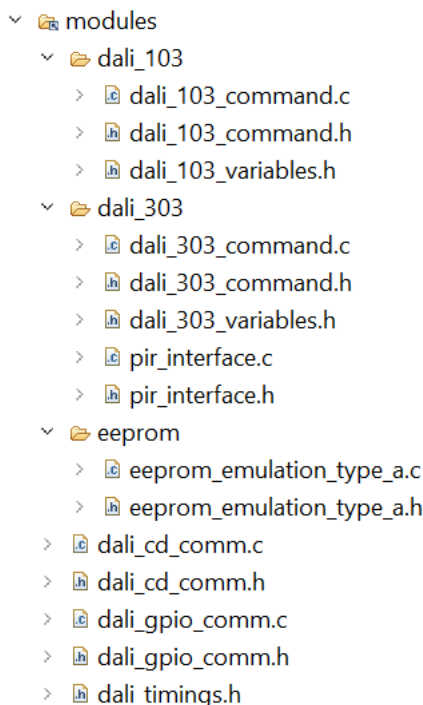 modules
dali_103
dali_103_command.c
dali_103_command.h
dali_103_variables.h
dali_303
dali_303_command.c
dali_303_command.h
dali_303_variables.h
pir_interface.c
pir_interface.h
eeprom
eeprom_emulation_type_a.c
eeprom_emulation_type_a.h
dali_cd_comm.c
dali_cd_comm.h
dali_gpio_comm.c
dali_gpio_comm.h
dali_timings.h